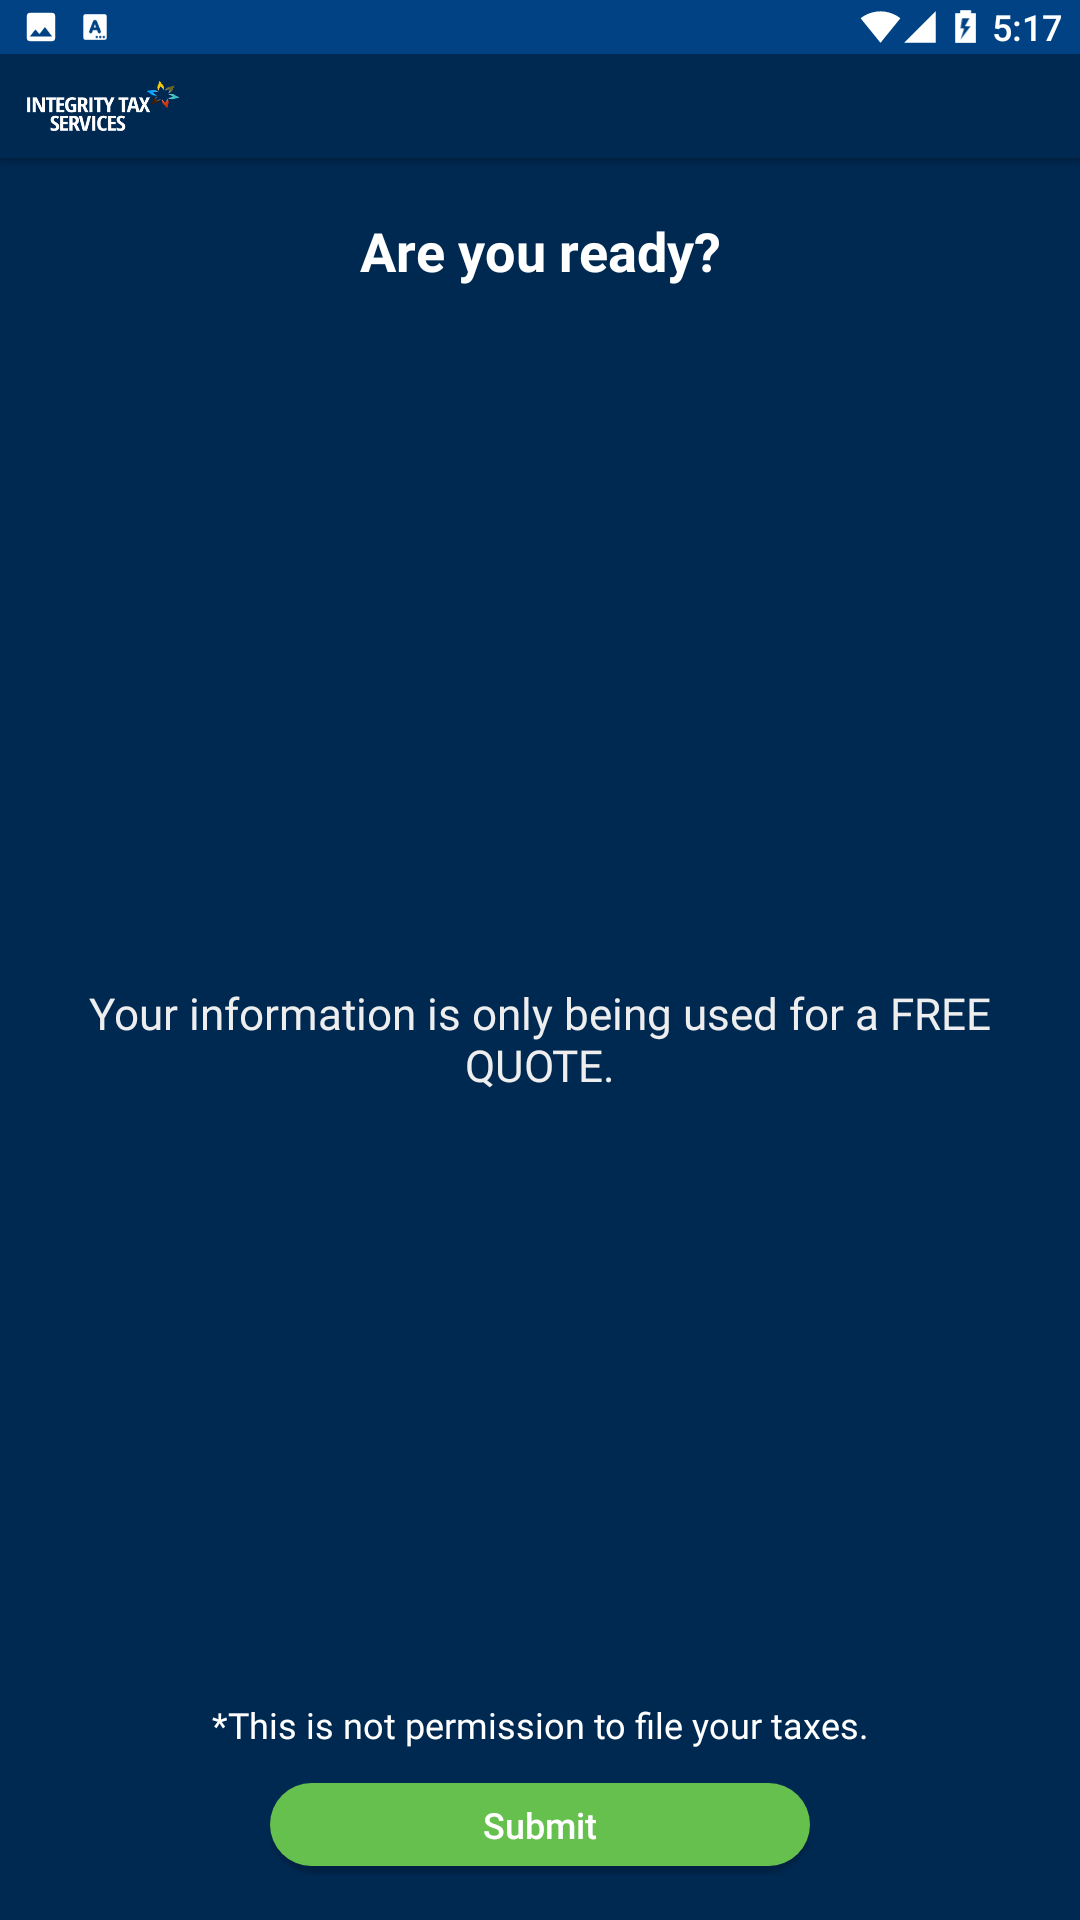 5:17
INTEGRITY TAX
SERVICES
Are you ready?
Your information is only being used for a FREE
QUOTE.
*This is not permission to file your taxes.
Submit